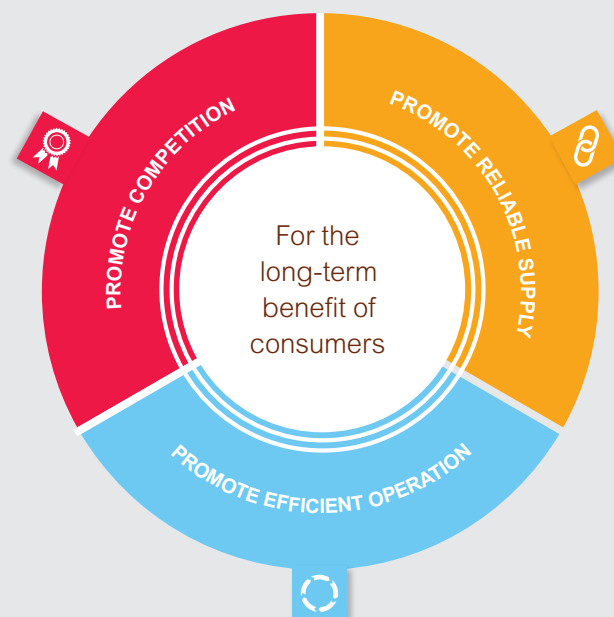 PROMOTE COMPETITION
PROMOTE RELIABLE SUPPLY
For the
long-term
benefit of
consumers
PROMOTE EFFICIENT OPERATION